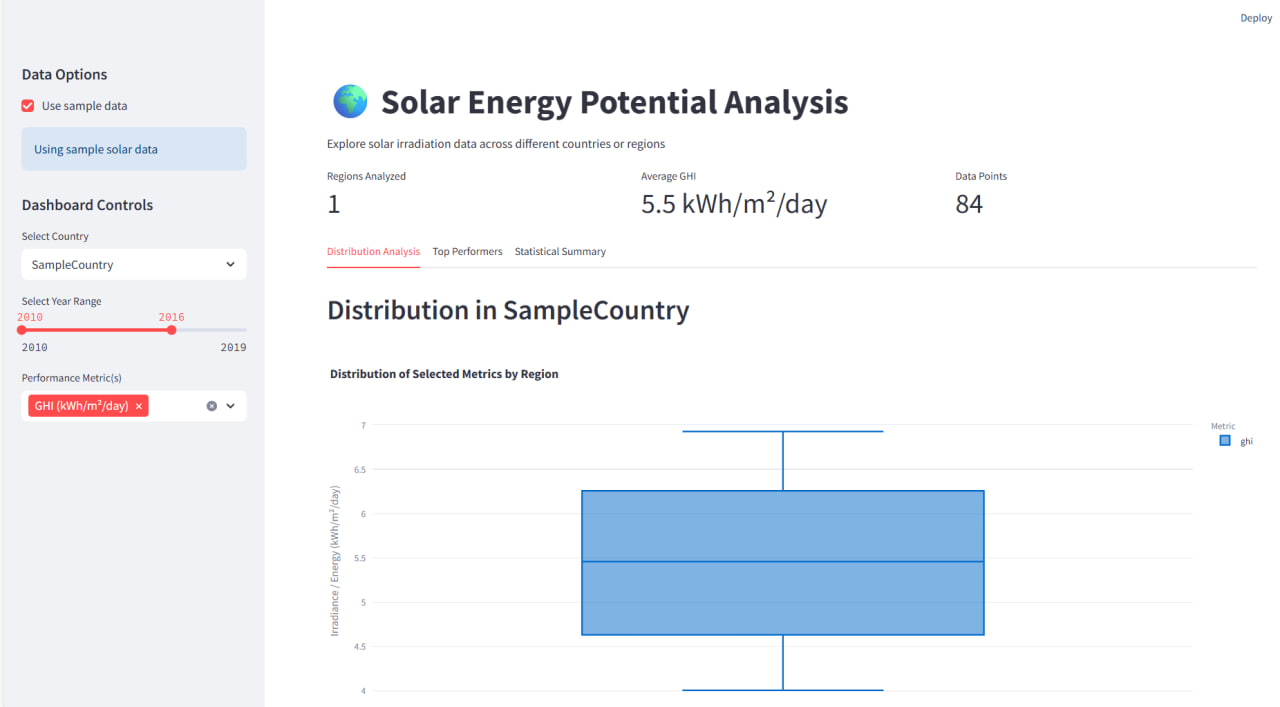 Deploy
Data Options
Use sample data
Using sample solar data
Dashboard Controls
Select Country
SampleCountry
Select Year Range
2010 2016
2010 2019
Performance Metric(s)
GHI (kWh/m²/day) ×
Solar Energy Potential Analysis
Explore solar irradiation data across different countries or regions
Regions Analyzed
1
Average GHI
5.5 kWh/m²/day
Data Points
84
Distribution Analysis Top Performers Statistical Summary
Distribution in SampleCountry
Distribution of Selected Metrics by Region
Irradiance / Energy (kWh/m²/day)
7
6.5
6
5.5
5
4.5
4
Metric
ghi